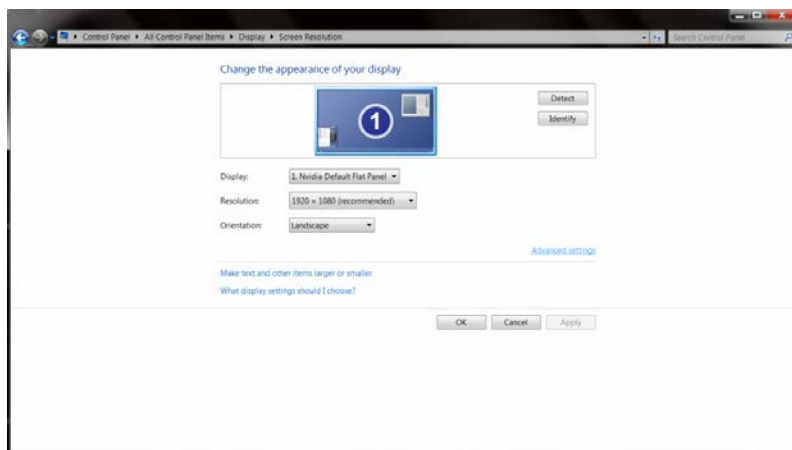 Control Panel ▸ All Control Panel Items ▸ Display ▸ Screen Resolution
Search Control Panel
Change the appearance of your display
1
Detect
Identify
Display: 1. Nvidia Default Flat Panel
Resolution: 1920 × 1080 (recommended)
Orientation: Landscape
Advanced settings
Make text and other items larger or smaller
What display settings should I choose?
OK Cancel Apply